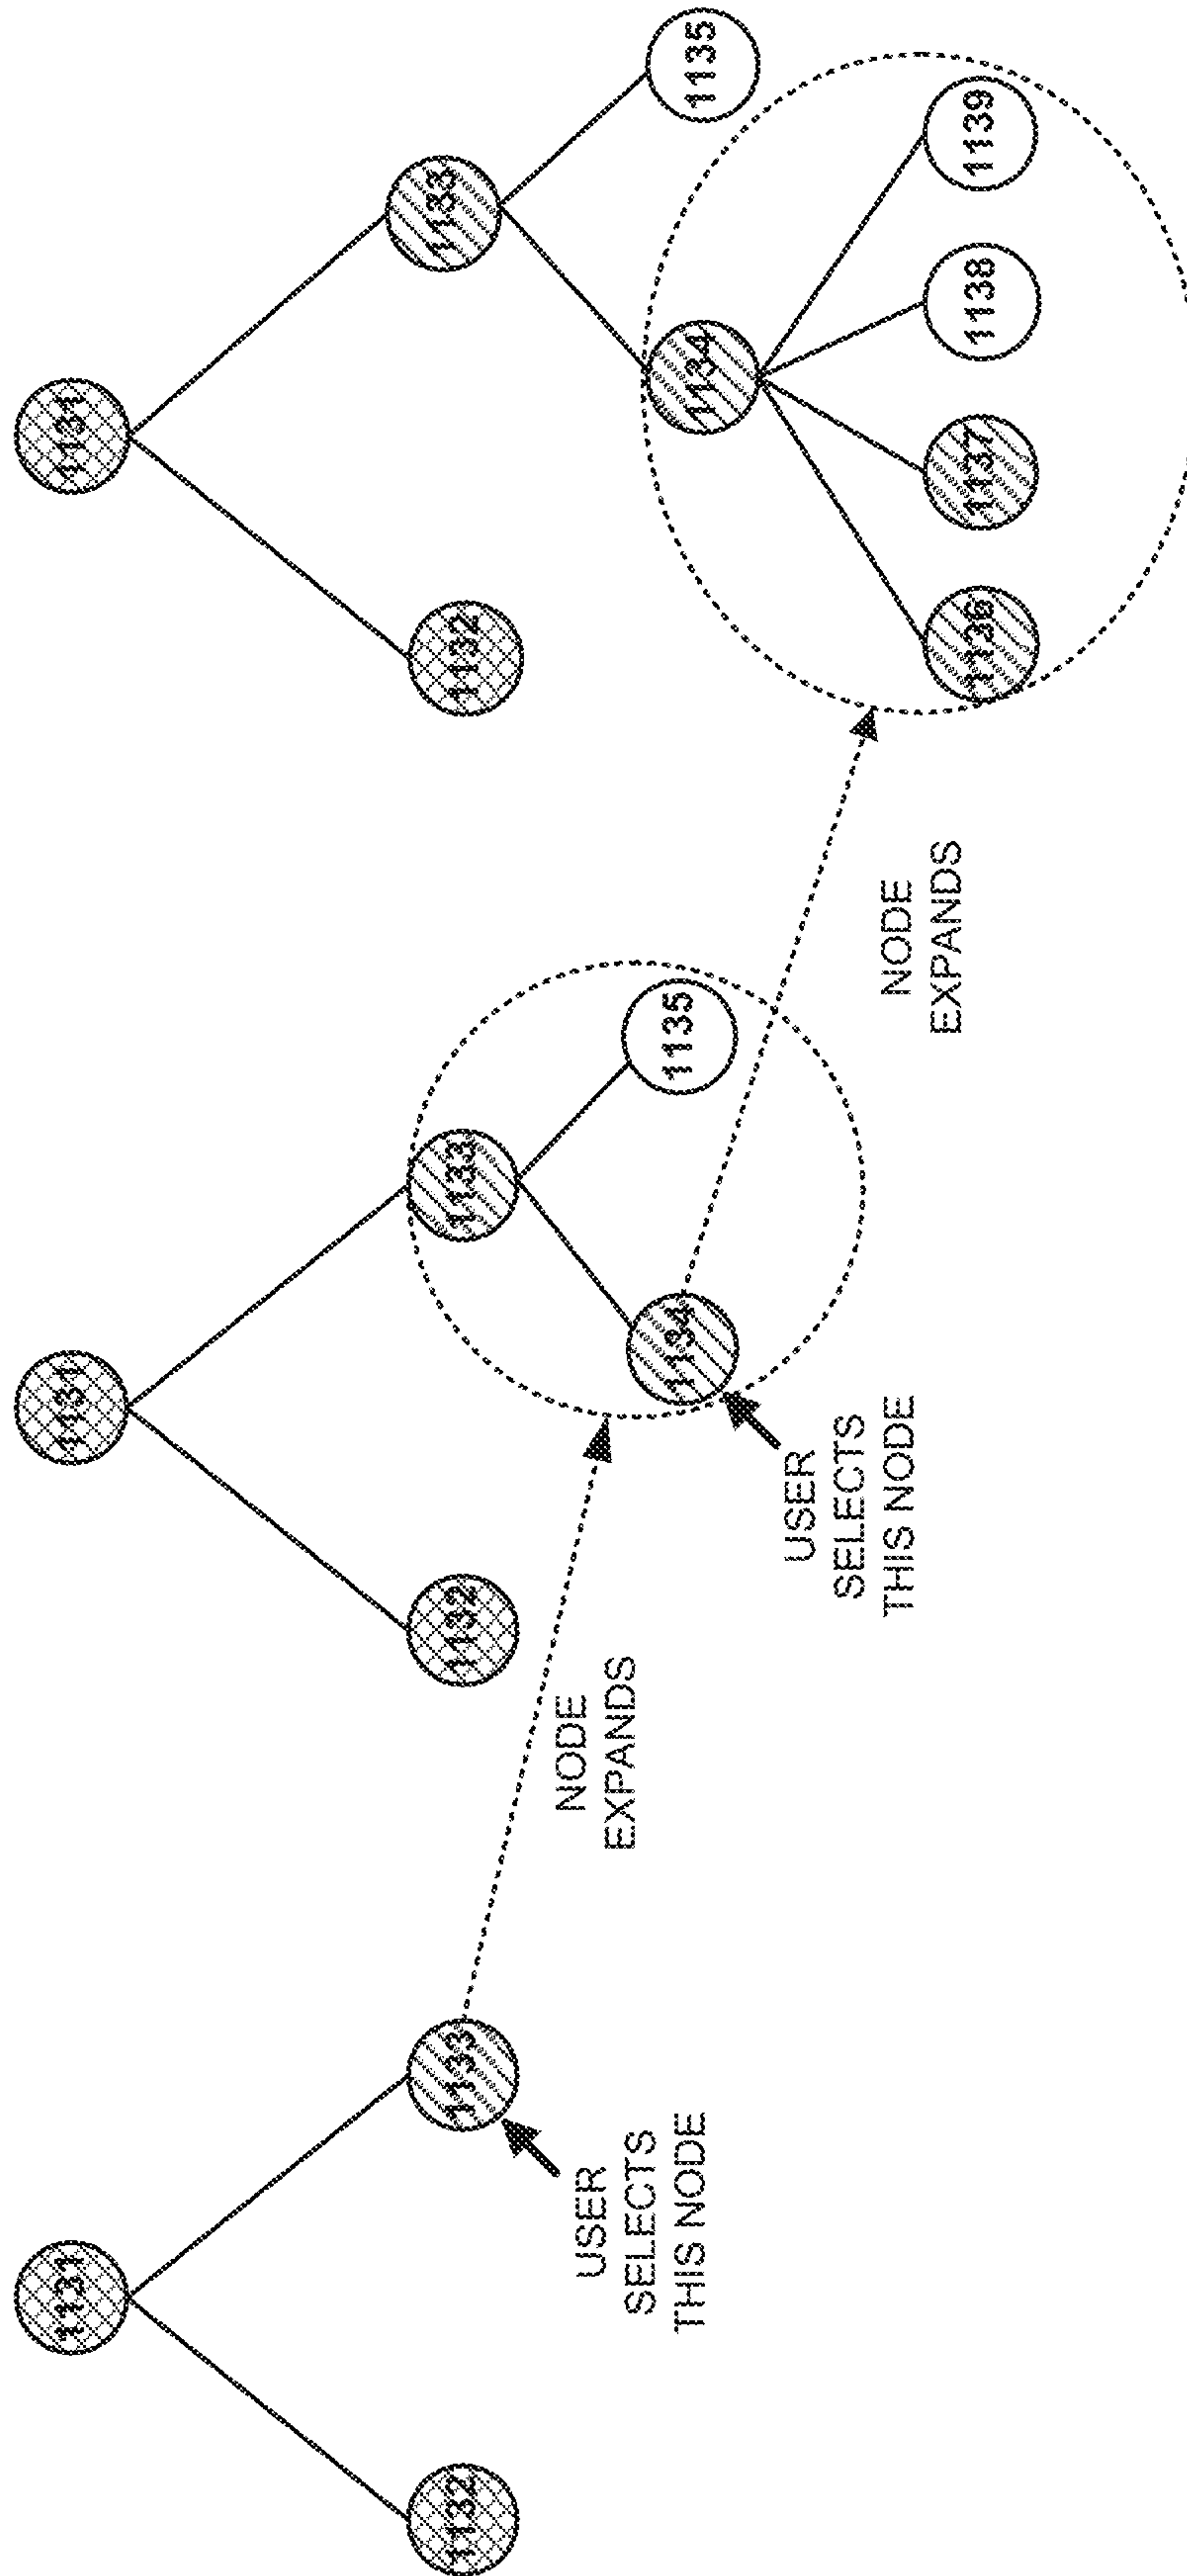 1131
1132
1133
USER
SELECTS
THIS NODE
NODE
EXPANDS
1131
1132
1133
1134
1135
USER
SELECTS
THIS NODE
NODE
EXPANDS
1131
1132
1133
1134
1135
1136
1137
1138
1139